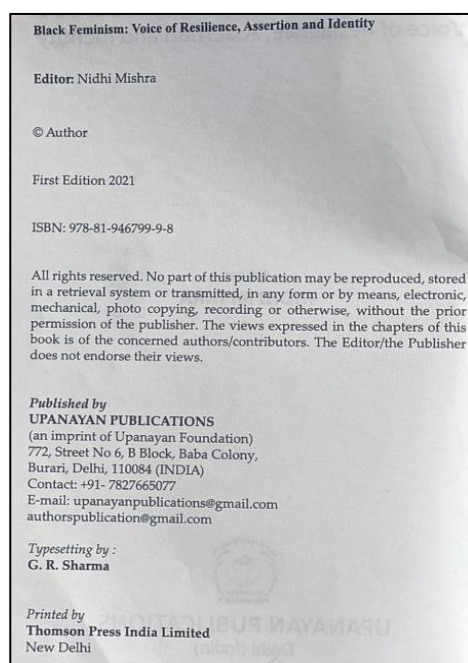 Black Feminism: Voice of Resilience, Assertion and Identity
Editor: Nidhi Mishra
© Author
First Edition 2021
ISBN: 978-81-946799-9-8
All rights reserved. No part of this publication may be reproduced, stored
in a retrieval system or transmitted, in any form or by means, electronic,
mechanical, photo copying, recording or otherwise, without the prior
permission of the publisher. The views expressed in the chapters of this
book is of the concerned authors/contributors. The Editor/the Publisher
does not endorse their views.
Published by
UPANAYAN PUBLICATIONS
(an imprint of Upanayan Foundation)
772, Street No 6, B Block, Baba Colony,
Burari, Delhi, 110084 (INDIA)
Contact: +91- 7827665077
E-mail: upanayanpublications@gmail.com
authorspublication@gmail.com
Typesetting by :
G. R. Sharma
Printed by
Thomson Press India Limited
New Delhi